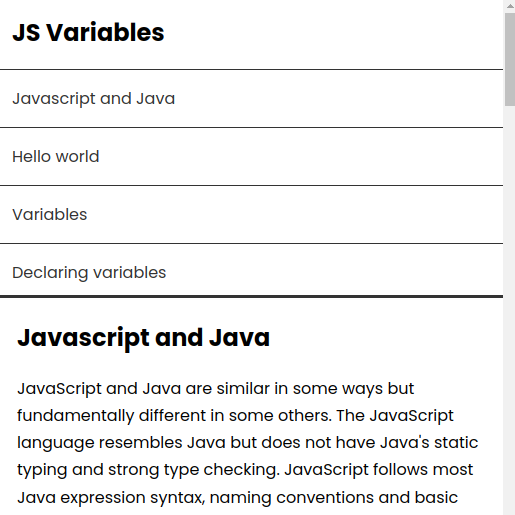 JS Variables
Javascript and Java
Hello world
Variables
Declaring variables
Javascript and Java
JavaScript and Java are similar in some ways but
fundamentally different in some others. The JavaScript
language resembles Java but does not have Java's static
typing and strong type checking. JavaScript follows most
Java expression syntax, naming conventions and basic